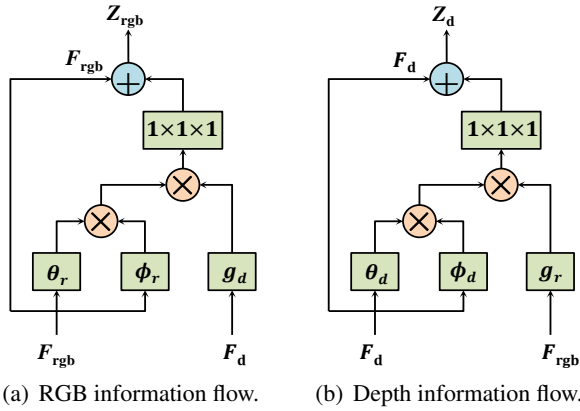 Z_rgb Z_d
F_rgb F_d
+ +
1×1×1 1×1×1
× ×
× ×
θ_r ϕ_r g_d θ_d ϕ_d g_r
F_rgb F_d F_d F_rgb
(a) RGB information flow. (b) Depth information flow.